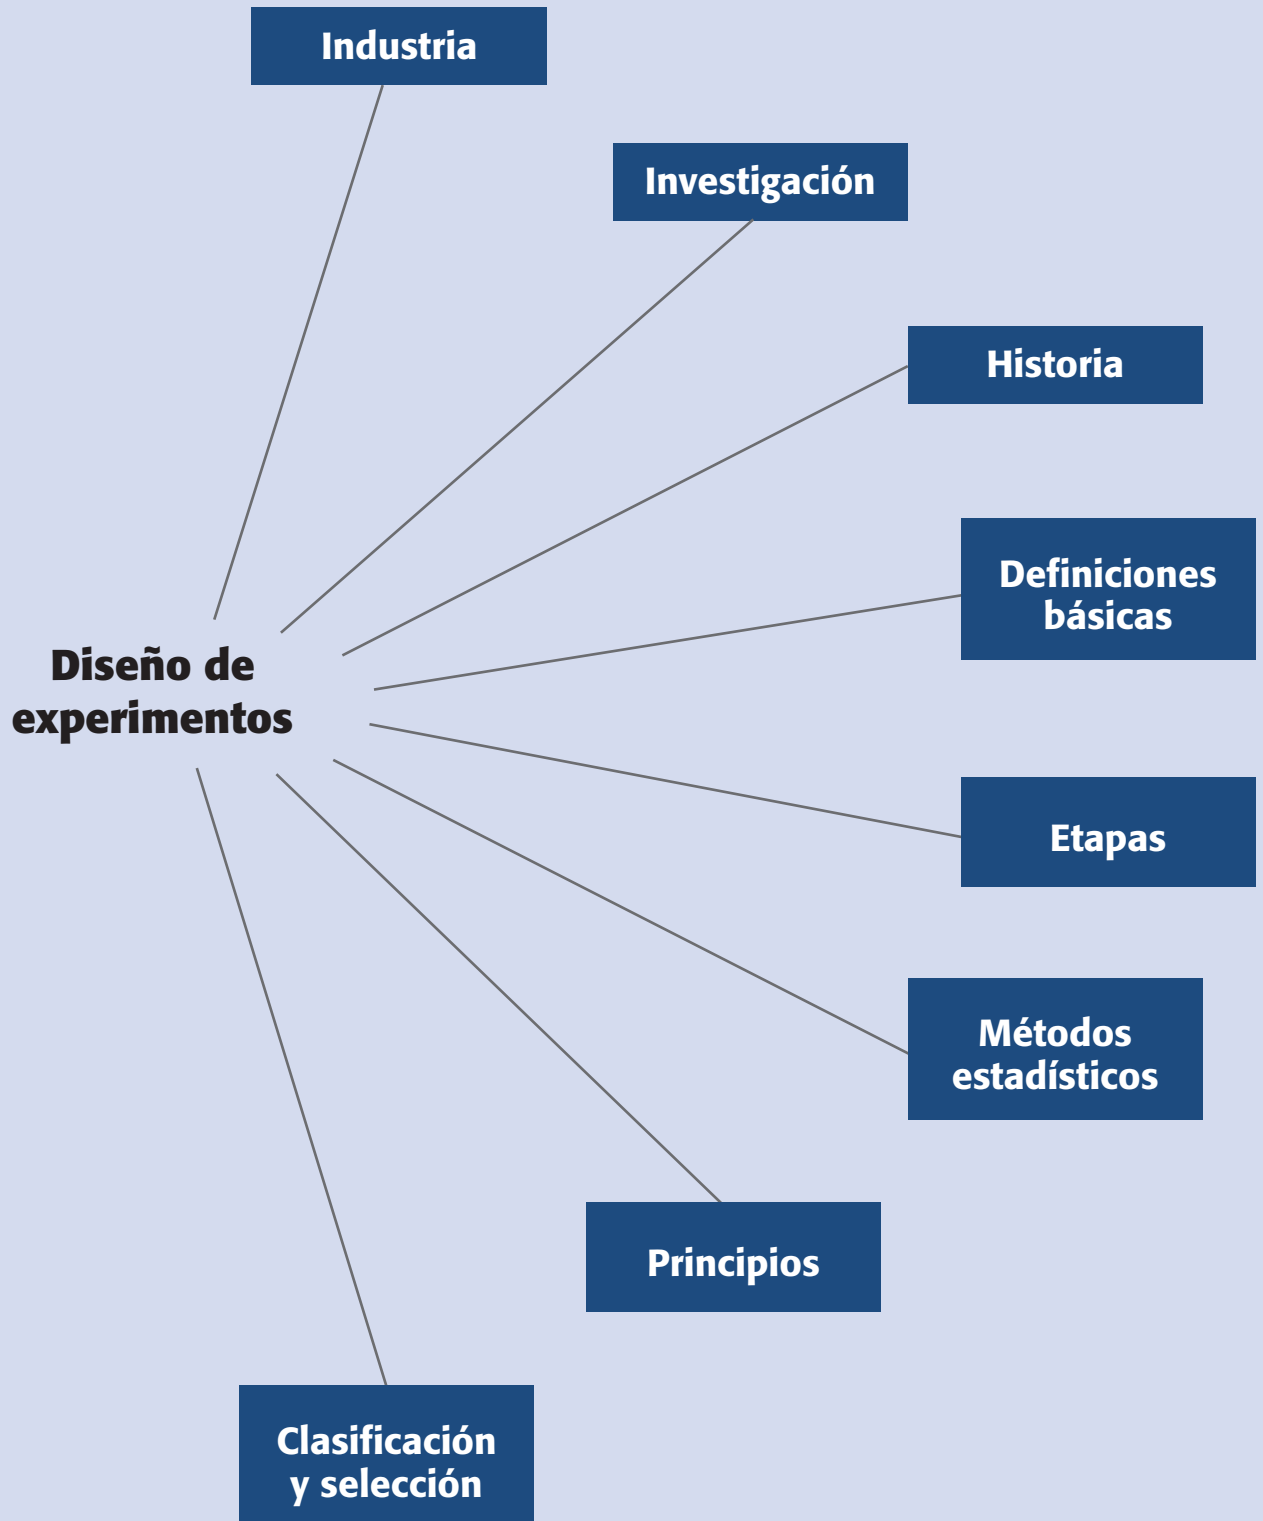 Industria
Investigación
Historia
Definiciones
básicas
Diseño de
experimentos
Etapas
Métodos
estadísticos
Principios
Clasificación
y selección